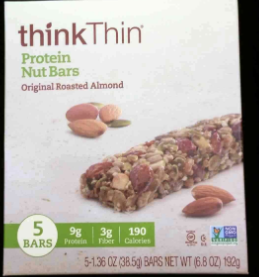 thinkThin®
Protein
Nut Bars
Original Roasted Almond
5
BARS
9g
Protein
3g
Fiber
190
Calories
5-1.36 OZ (38.5g) BARS NET WT (6.8 OZ) 192g